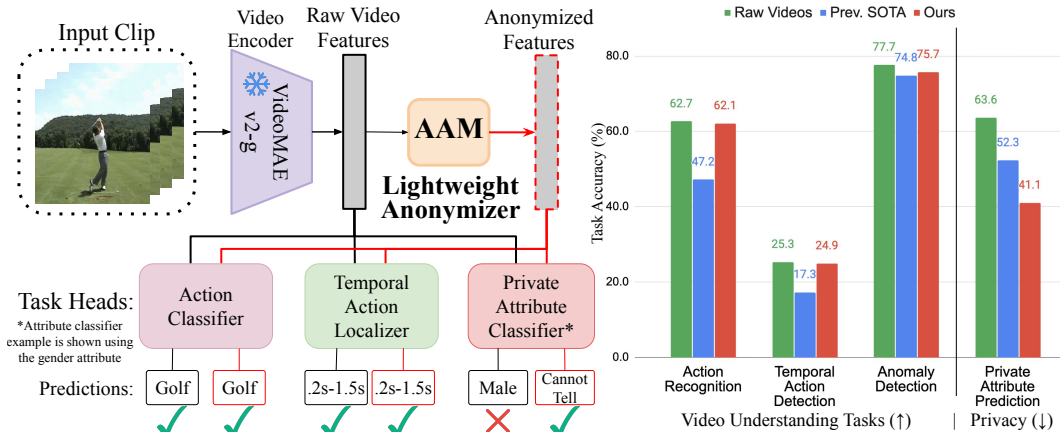 Input Clip
Video
Encoder
Raw Video
Features
Anonymized
Features
VideoMAE
v2-g
AAM
Lightweight
Anonymizer
Task Heads:
*Attribute classifier
example is shown using
the gender attribute
Action
Classifier
Temporal
Action
Localizer
Private
Attribute
Classifier*
Predictions:
Golf
Golf
.2s-1.5s
.2s-1.5s
Male
Cannot
Tell
Raw Videos
Prev. SOTA
Ours
Task Accuracy (%)
80.0
60.0
40.0
20.0
0.0
62.7
47.2
62.1
25.3
17.3
24.9
77.7
74.8
75.7
63.6
52.3
41.1
Action
Recognition
Temporal
Action
Detection
Anomaly
Detection
Private
Attribute
Prediction
Video Understanding Tasks (↑)
Privacy (↓)